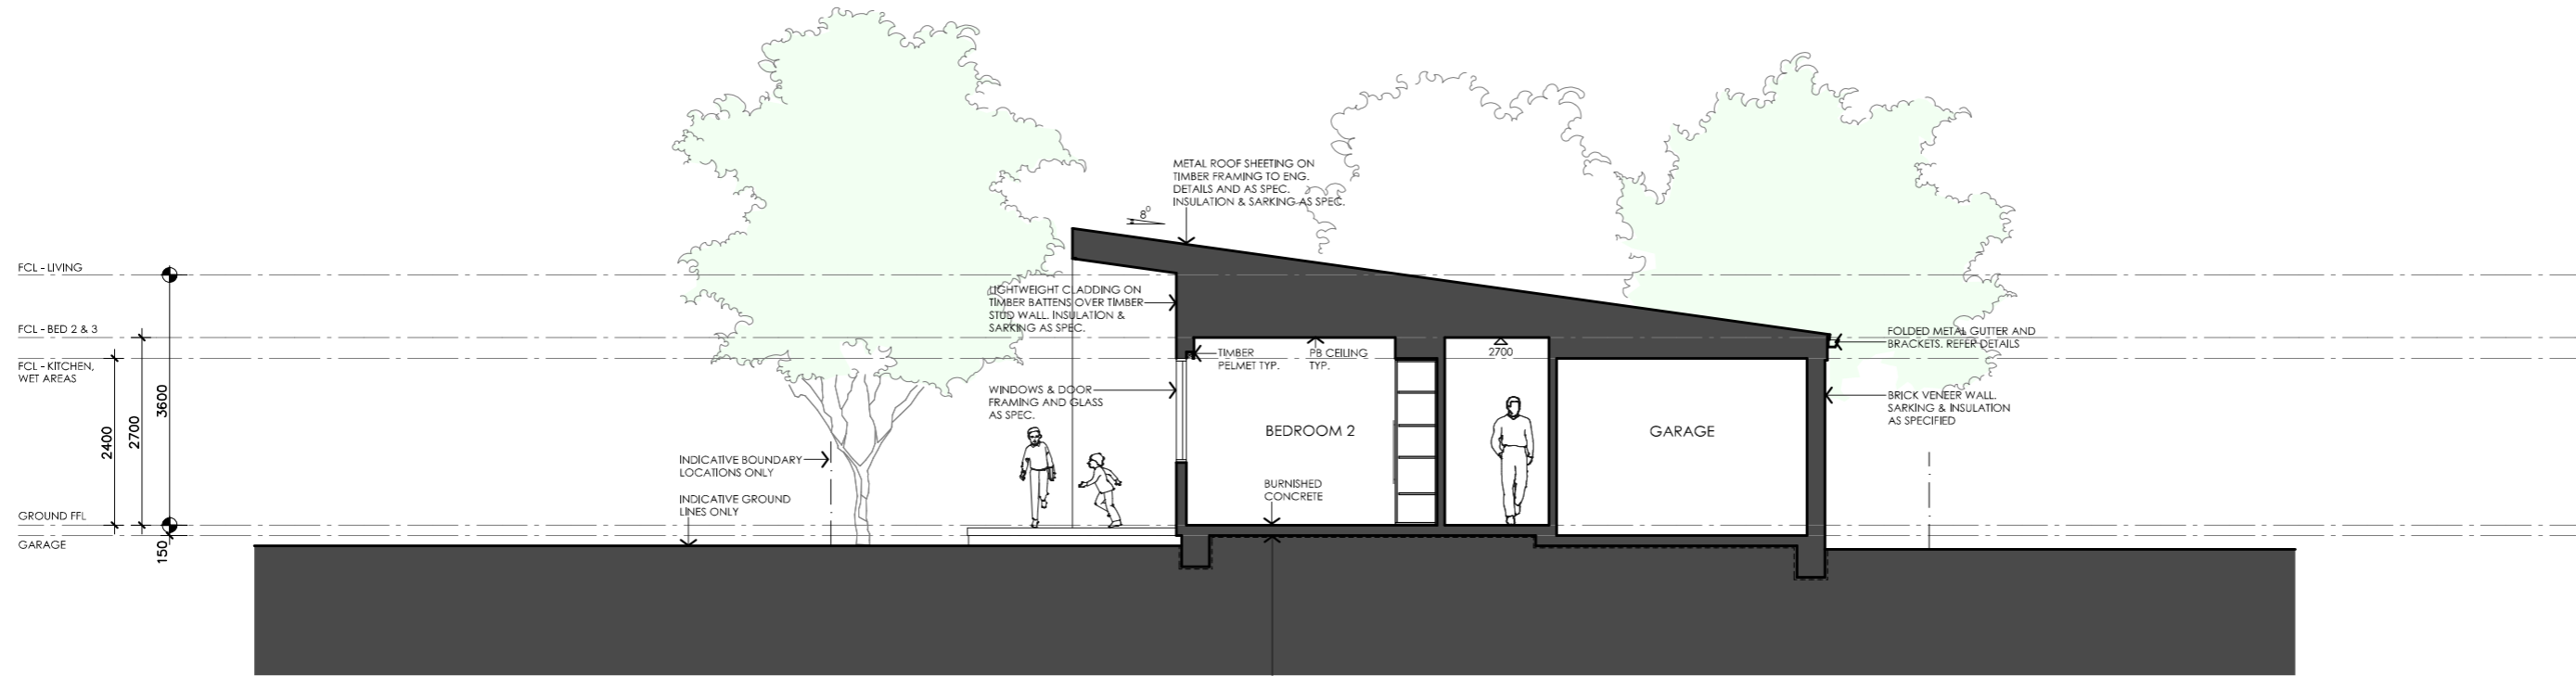 METAL ROOF SHEETING ON
TIMBER FRAMING TO ENG.
DETAILS AND AS SPEC.
INSULATION & SARKING AS SPEC.
8°
FCL - LIVING
LIGHTWEIGHT CLADDING ON
TIMBER BATTENS OVER TIMBER
STUD WALL. INSULATION &
SARKING AS SPEC.
FCL - BED 2 & 3
FOLDED METAL GUTTER AND
BRACKETS. REFER DETAILS
TIMBER
PELMET TYP.
PB CEILING
TYP.
2700
FCL - KITCHEN,
WET AREAS
WINDOWS & DOOR
FRAMING AND GLASS
AS SPEC.
BRICK VENEER WALL.
SARKING & INSULATION
AS SPECIFIED
2400
2700
3600
BEDROOM 2
GARAGE
INDICATIVE BOUNDARY
LOCATIONS ONLY
BURNISHED
CONCRETE
INDICATIVE GROUND
LINES ONLY
GROUND FFL
GARAGE
150